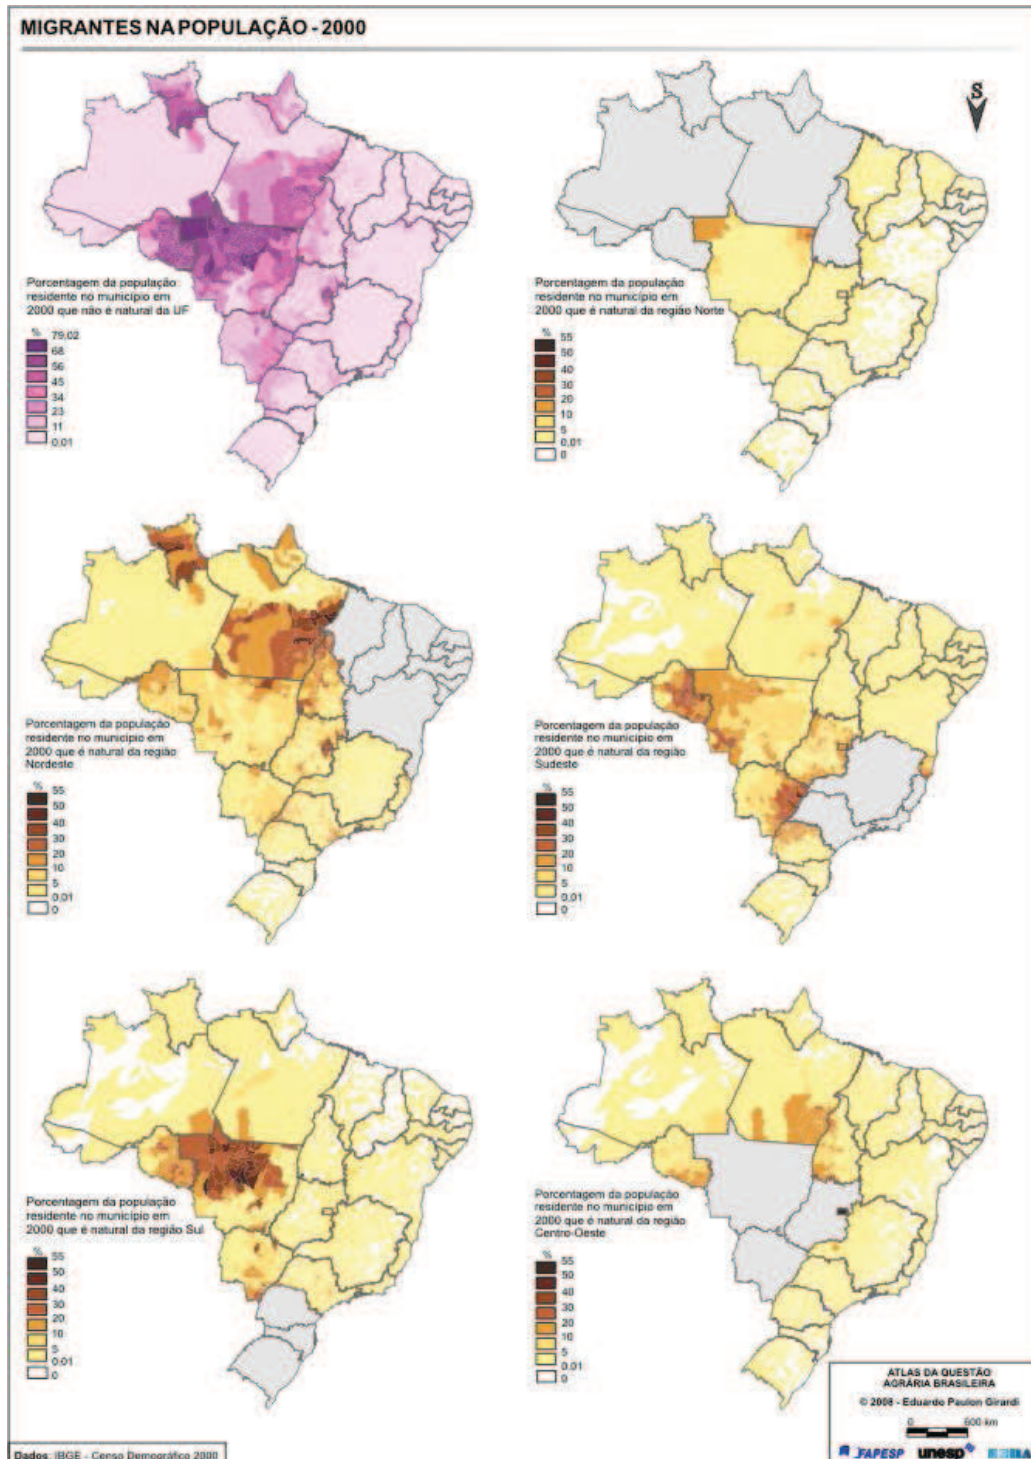 MIGRANTES NA POPULAÇÃO - 2000
S
Porcentagem da população
residente no município em
2000 que não é natural da UF
%
79,02
68
56
45
34
23
11
0,01
Porcentagem da população
residente no município em
2000 que é natural da região Norte
%
55
50
40
30
20
10
5
0,01
0
Porcentagem da população
residente no município em
2000 que é natural da região
Nordeste
%
55
50
40
30
20
10
5
0,01
0
Porcentagem da população
residente no município em
2000 que é natural da região
Sudeste
%
55
50
40
30
20
10
5
0,01
0
Porcentagem da população
residente no município em
2000 que é natural da região Sul
%
55
50
40
30
20
10
5
0,01
0
Porcentagem da população
residente no município em
2000 que é natural da região
Centro-Oeste
%
55
50
40
30
20
10
5
0,01
0
ATLAS DA QUESTÃO
AGRÁRIA BRASILEIRA
© 2008 - Eduardo Paulon Girardi
0 600 km
FAPESP unesp
Dados: IBGE - Censo Demográfico 2000